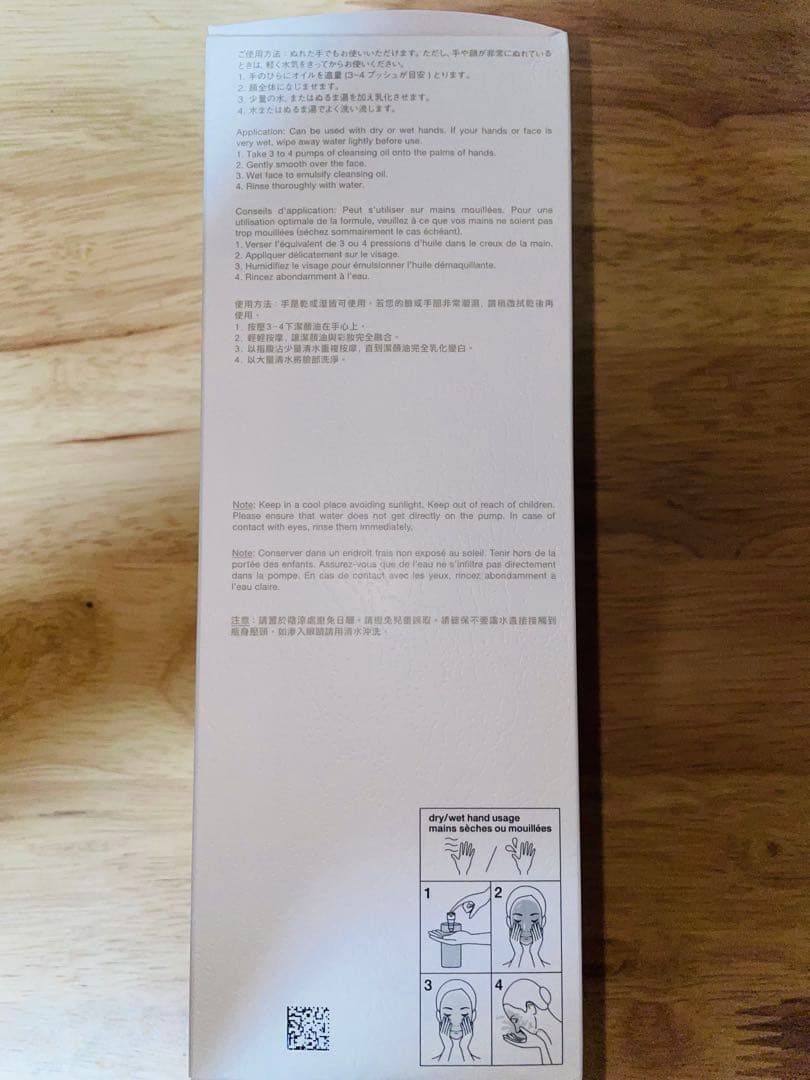 ご使用方法：ぬれた手でもお使いいただけます。ただし、手や顔が非常にぬれている
ときは、軽く水気をきってからお使いください。
1. 手のひらにオイルを適量 (3~4 プッシュが目安 ) とります。
2. 顔全体になじませます。
3. 少量の水、またはぬるま湯を加え乳化させます。
4. 水またはぬるま湯でよく洗い流します。
Application: Can be used with dry or wet hands. If your hands or face is
very wet, wipe away water lightly before use.
1. Take 3 to 4 pumps of cleansing oil onto the palms of hands.
2. Gently smooth over the face.
3. Wet face to emulsify cleansing oil.
4. Rinse thoroughly with water.
Conseils d'application: Peut s'utiliser sur mains mouillées. Pour une
utilisation optimale de la formule, veuillez à ce que vos mains ne soient pas
trop mouillées (séchez sommairement le cas échéant).
1. Verser l'équivalent de 3 ou 4 pressions d'huile dans le creux de la main.
2. Appliquer délicatement sur le visage.
3. Humidifiez le visage pour émulsionner l'huile démaquillante.
4. Rincez abondamment à l'eau.
使用方法：手是乾或溼皆可使用。若您的臉或手部非常潮濕，請稍微拭乾後再
使用。
1. 按壓3~4下潔顏油在手心上。
2. 輕輕按摩，讓潔顏油與彩妝完全融合。
3. 以指腹沾少量清水重複按摩，直到潔顏油完全乳化變白。
4. 以大量清水將臉部洗淨。
Note: Keep in a cool place avoiding sunlight. Keep out of reach of children.
Please ensure that water does not get directly on the pump. In case of
contact with eyes, rinse them immediately.
Note: Conserver dans un endroit frais non exposé au soleil. Tenir hors de la
portée des enfants. Assurez-vous que de l'eau ne s'infiltre pas directement
dans la pompe. En cas de contact avec les yeux, rincez abondamment à
l'eau claire.
注意：請置於陰涼處避免日曬。請避免兒童誤取。請確保不要讓水直接接觸到
瓶身壓頭。如滲入眼睛請用清水沖洗。
dry/wet hand usage
mains sèches ou mouillées
1
2
3
4